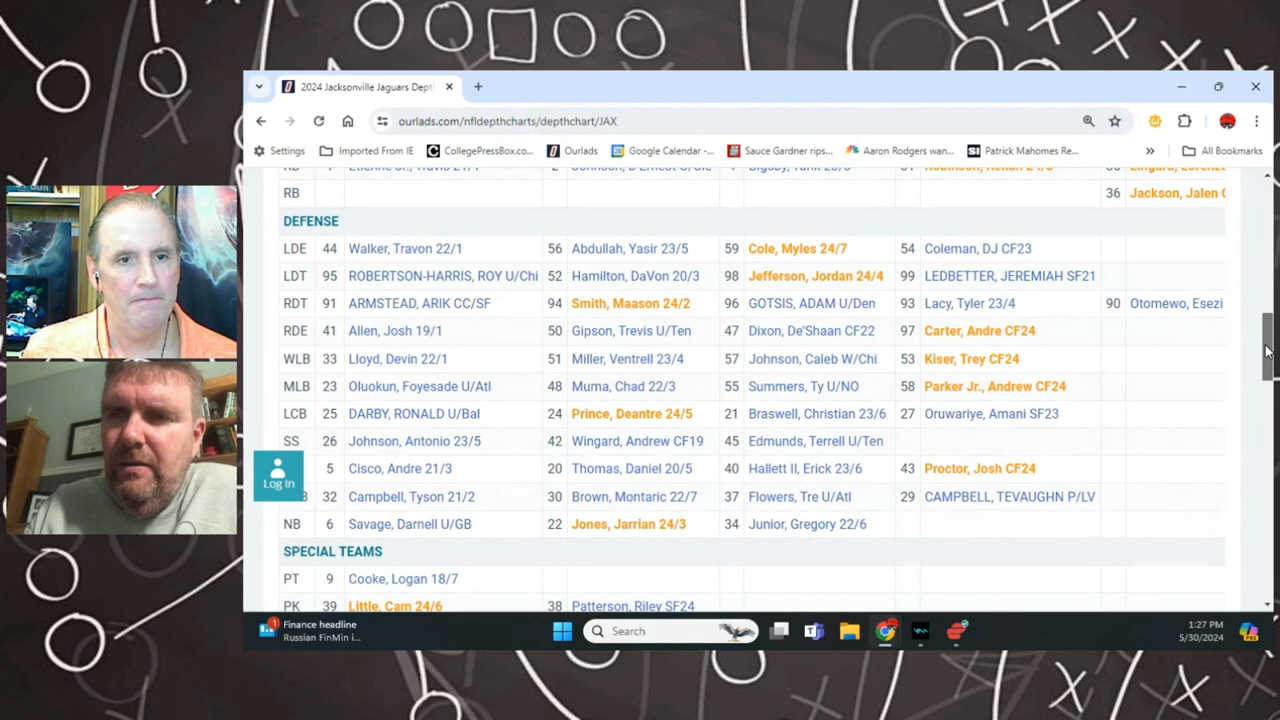 2024 Jacksonville Jaguars Dept
ourlads.com/nfldepthcharts/depthchart/JAX
Settings Imported From IE CollegePressBox.co... Ourlads Google Calendar -... Sauce Gardner rips... Aaron Rodgers wan... Patrick Mahomes Re... » All Bookmarks
RB 36 Jackson, Jalen
DEFENSE
LDE 44 Walker, Travon 22/1 56 Abdullah, Yasir 23/5 59 Cole, Myles 24/7 54 Coleman, DJ CF23
LDT 95 ROBERTSON-HARRIS, ROY U/Chi 52 Hamilton, DaVon 20/3 98 Jefferson, Jordan 24/4 99 LEDBETTER, JEREMIAH SF21
RDT 91 ARMSTEAD, ARIK CC/SF 94 Smith, Maason 24/2 96 GOTSIS, ADAM U/Den 93 Lacy, Tyler 23/4 90 Otomewo, Esezi
RDE 41 Allen, Josh 19/1 50 Gipson, Trevis U/Ten 47 Dixon, De'Shaan CF22 97 Carter, Andre CF24
WLB 33 Lloyd, Devin 22/1 51 Miller, Ventrell 23/4 57 Johnson, Caleb W/Chi 53 Kiser, Trey CF24
MLB 23 Oluokun, Foyesade U/Atl 48 Muma, Chad 22/3 55 Summers, Ty U/NO 58 Parker Jr., Andrew CF24
LCB 25 DARBY, RONALD U/Bal 24 Prince, Deantre 24/5 21 Braswell, Christian 23/6 27 Oruwariye, Amani SF23
SS 26 Johnson, Antonio 23/5 42 Wingard, Andrew CF19 45 Edmunds, Terrell U/Ten
5 Cisco, Andre 21/3 20 Thomas, Daniel 20/5 40 Hallett II, Erick 23/6 43 Proctor, Josh CF24
Log In
32 Campbell, Tyson 21/2 30 Brown, Montaric 22/7 37 Flowers, Tre U/Atl 29 CAMPBELL, TEVAUGHN P/LV
NB 6 Savage, Darnell U/GB 22 Jones, Jarrian 24/3 34 Junior, Gregory 22/6
SPECIAL TEAMS
PT 9 Cooke, Logan 18/7
PK 39 Little, Cam 24/6 38 Patterson, Riley SF24
1 Finance headline
Russian FinMin i...
Search
1:27 PM
5/30/2024